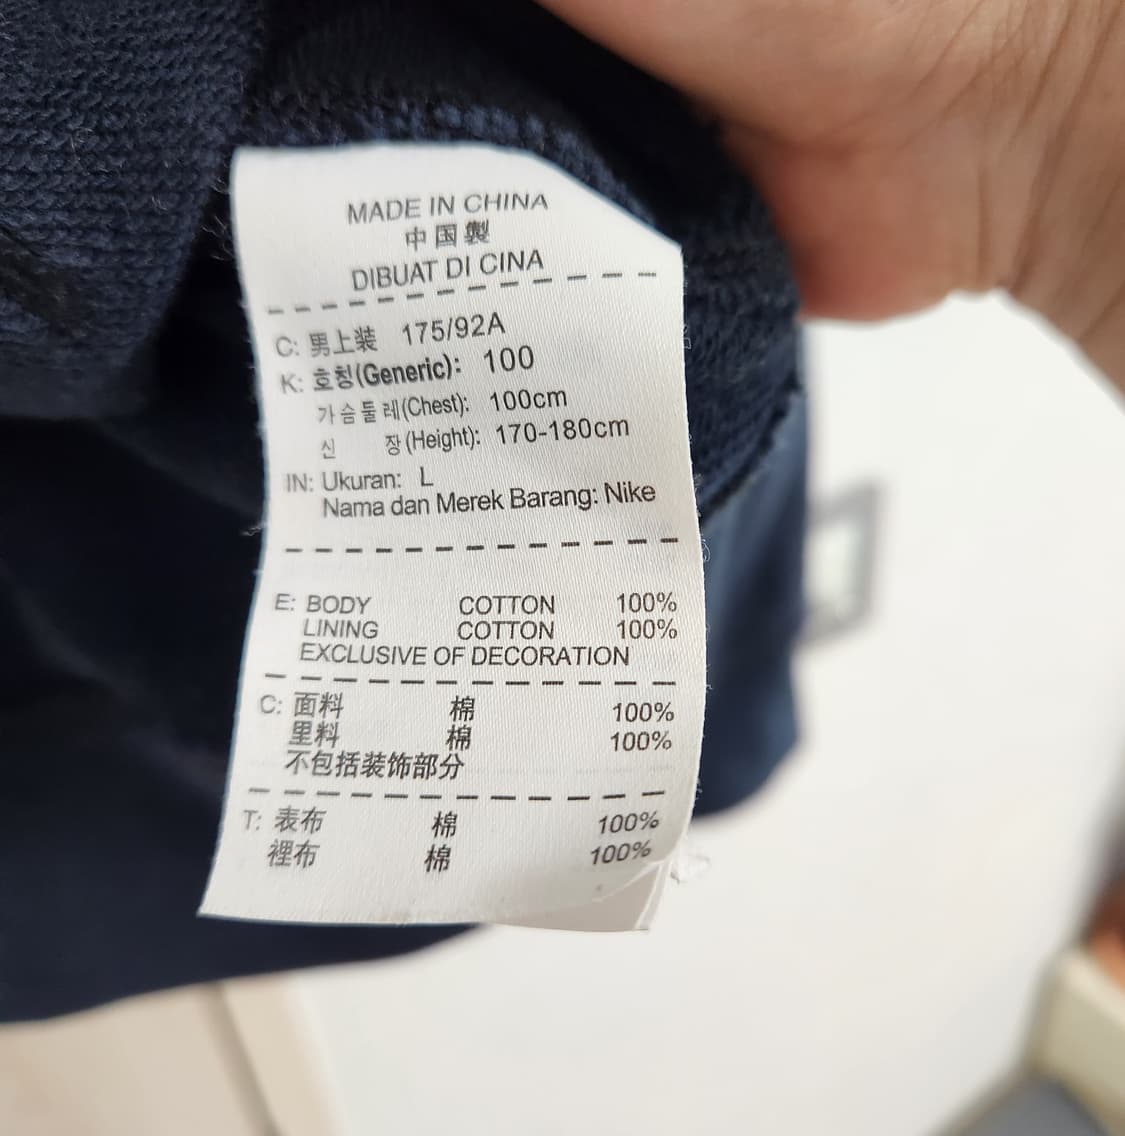 MADE IN CHINA
中国製
DIBUAT DI CINA
C: 男上装 175/92A
K: 호칭(Generic): 100
가슴둘레(Chest): 100cm
신 장(Height): 170-180cm
IN: Ukuran: L
Nama dan Merek Barang: Nike
E: BODY COTTON 100%
LINING COTTON 100%
EXCLUSIVE OF DECORATION
C: 面料 棉 100%
里料 棉 100%
不包括装饰部分
T: 表布 棉 100%
裡布 棉 100%